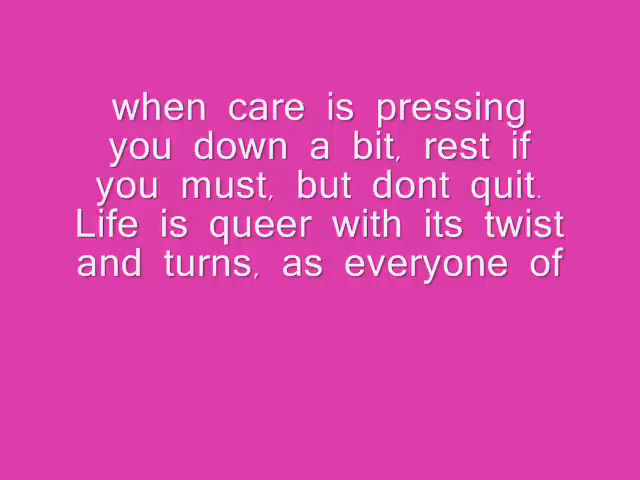 when care is pressing
you down a bit, rest if
you must, but dont quit.
Life is queer with its twist
and turns, as everyone of